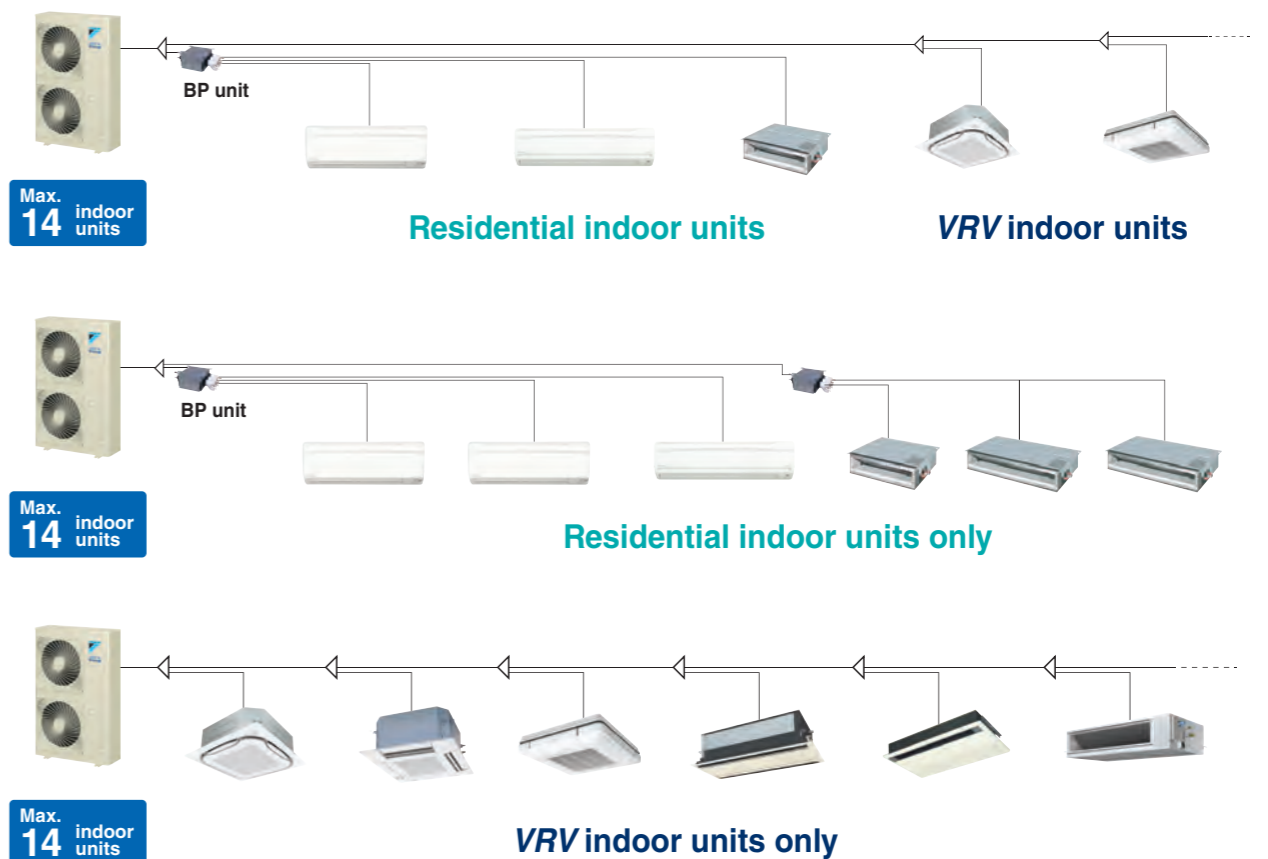 BP unit
Max.
14 indoor
units
Residential indoor units
VRV indoor units
BP unit
Max.
14 indoor
units
Residential indoor units only
Max.
14 indoor
units
VRV indoor units only